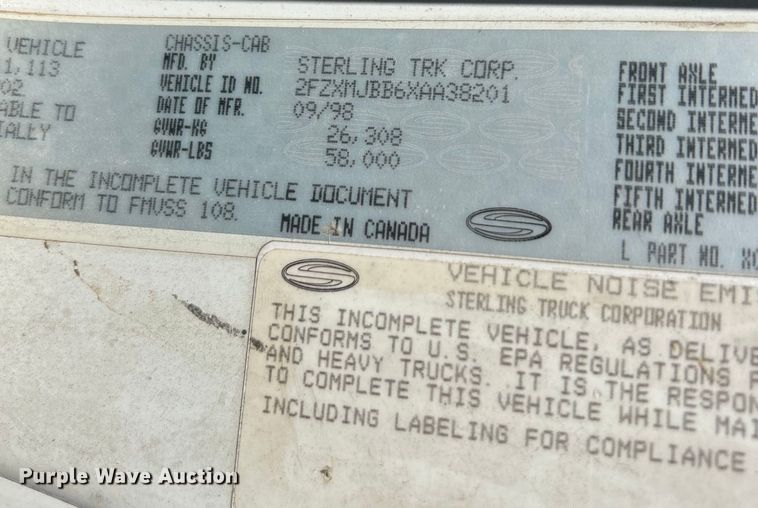 VEHICLE
1,113
02
ABLE TO
IALLY
CHASSIS-CAB
MFD. BY STERLING TRK CORP.
VEHICLE ID NO. 2FZXMJBB6XAA38201
DATE OF MFR. 09/98
GVWR-KG 26,308
GVWR-LBS 58,000
IN THE INCOMPLETE VEHICLE DOCUMENT
CONFORM TO FMVSS 108.
MADE IN CANADA
FRONT AXLE
FIRST INTERMED
SECOND INTERME
THIRD INTERMED
FOURTH INTERME
FIFTH INTERMED
REAR AXLE
L PART NO. XC
VEHICLE NOISE EMI
STERLING TRUCK CORPORATION
THIS INCOMPLETE VEHICLE, AS DELIVE
CONFORMS TO U.S. EPA REGULATIONS F
AND HEAVY TRUCKS. IT IS THE RESPON
TO COMPLETE THIS VEHICLE WHILE MAI
INCLUDING LABELING FOR COMPLIANCE
Purple Wave Auction